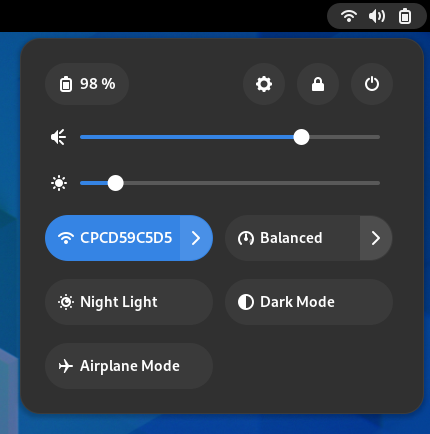 98 %
CPCD59C5D5
Balanced
Night Light
Dark Mode
Airplane Mode